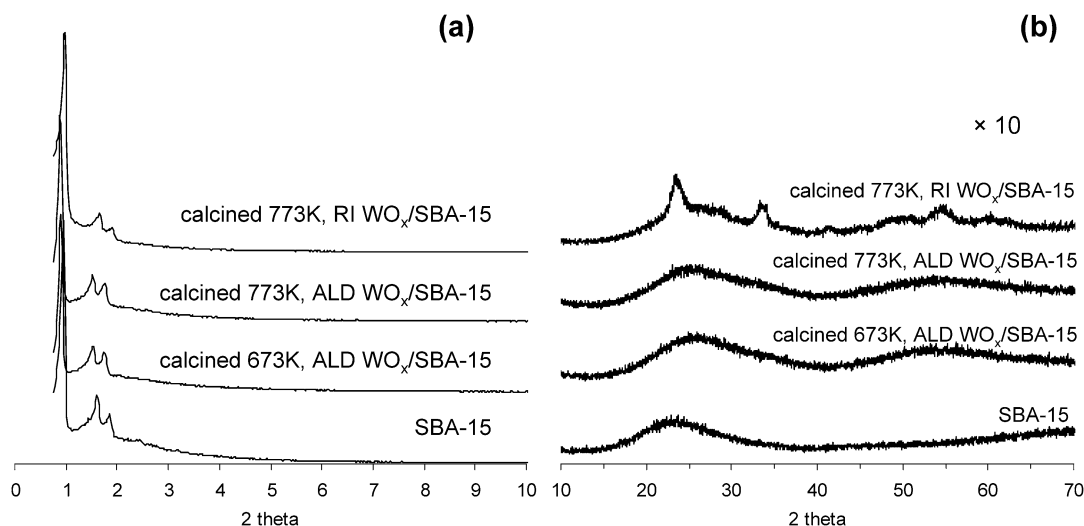 (a)
calcined 773K, RI WOx/SBA-15
calcined 773K, ALD WOx/SBA-15
calcined 673K, ALD WOx/SBA-15
SBA-15
0 1 2 3 4 5 6 7 8 9 10
2 theta
(b)
× 10
calcined 773K, RI WOx/SBA-15
calcined 773K, ALD WOx/SBA-15
calcined 673K, ALD WOx/SBA-15
SBA-15
10 20 30 40 50 60 70
2 theta